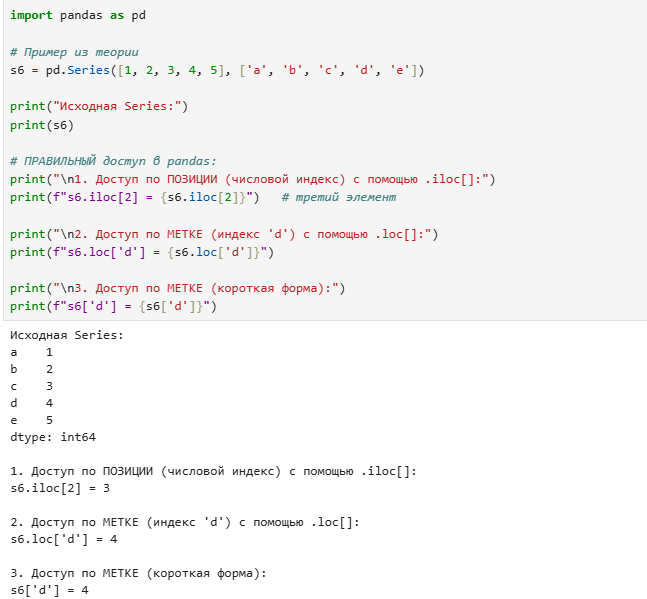 import pandas as pd
# Пример из теории
s6 = pd.Series([1, 2, 3, 4, 5], ['a', 'b', 'c', 'd', 'e'])
print("Исходная Series:")
print(s6)
# ПРАВИЛЬНЫЙ доступ в pandas:
print("\n1. Доступ по ПОЗИЦИИ (числовой индекс) с помощью .iloc[]:")
print(f"s6.iloc[2] = {s6.iloc[2]}")   # третий элемент
print("\n2. Доступ по МЕТКЕ (индекс 'd') с помощью .loc[]:")
print(f"s6.loc['d'] = {s6.loc['d']}")
print("\n3. Доступ по МЕТКЕ (короткая форма):")
print(f"s6['d'] = {s6['d']}")
Исходная Series:
a    1
b    2
c    3
d    4
e    5
dtype: int64
1. Доступ по ПОЗИЦИИ (числовой индекс) с помощью .iloc[]:
s6.iloc[2] = 3
2. Доступ по МЕТКЕ (индекс 'd') с помощью .loc[]:
s6.loc['d'] = 4
3. Доступ по МЕТКЕ (короткая форма):
s6['d'] = 4